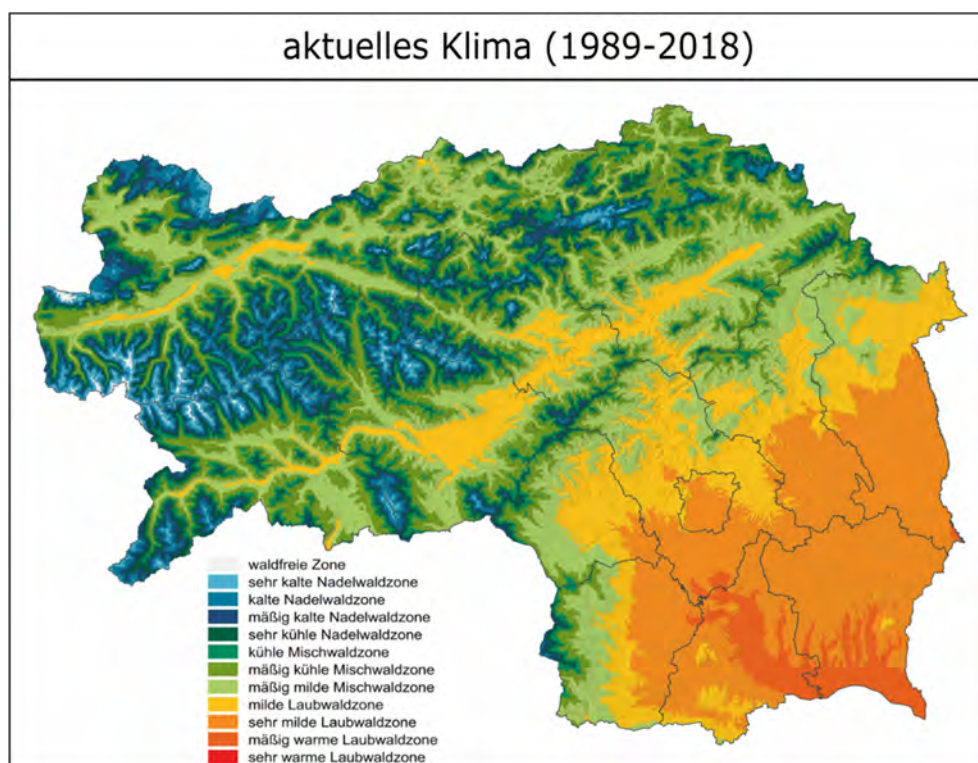 aktuelles Klima (1989-2018)
waldfreie Zone
sehr kalte Nadelwaldzone
kalte Nadelwaldzone
mäßig kalte Nadelwaldzone
sehr kühle Nadelwaldzone
kühle Mischwaldzone
mäßig kühle Mischwaldzone
mäßig milde Mischwaldzone
milde Laubwaldzone
sehr milde Laubwaldzone
mäßig warme Laubwaldzone
sehr warme Laubwaldzone